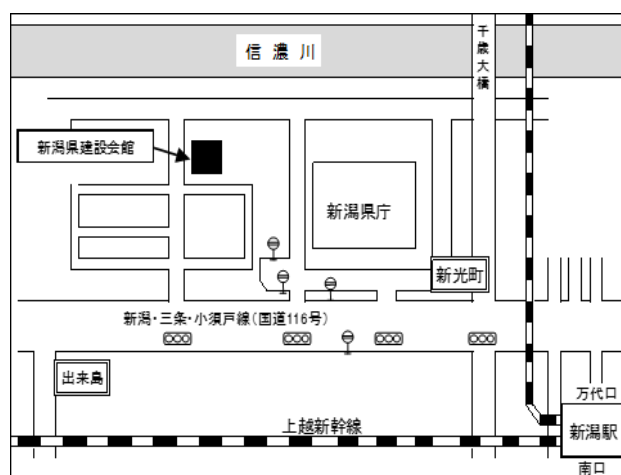 信濃川
千歳大橋
新潟県建設会館
新潟県庁
新光町
新潟・三条・小須戸線(国道116号)
出来島
万代口
上越新幹線
新潟駅
南口